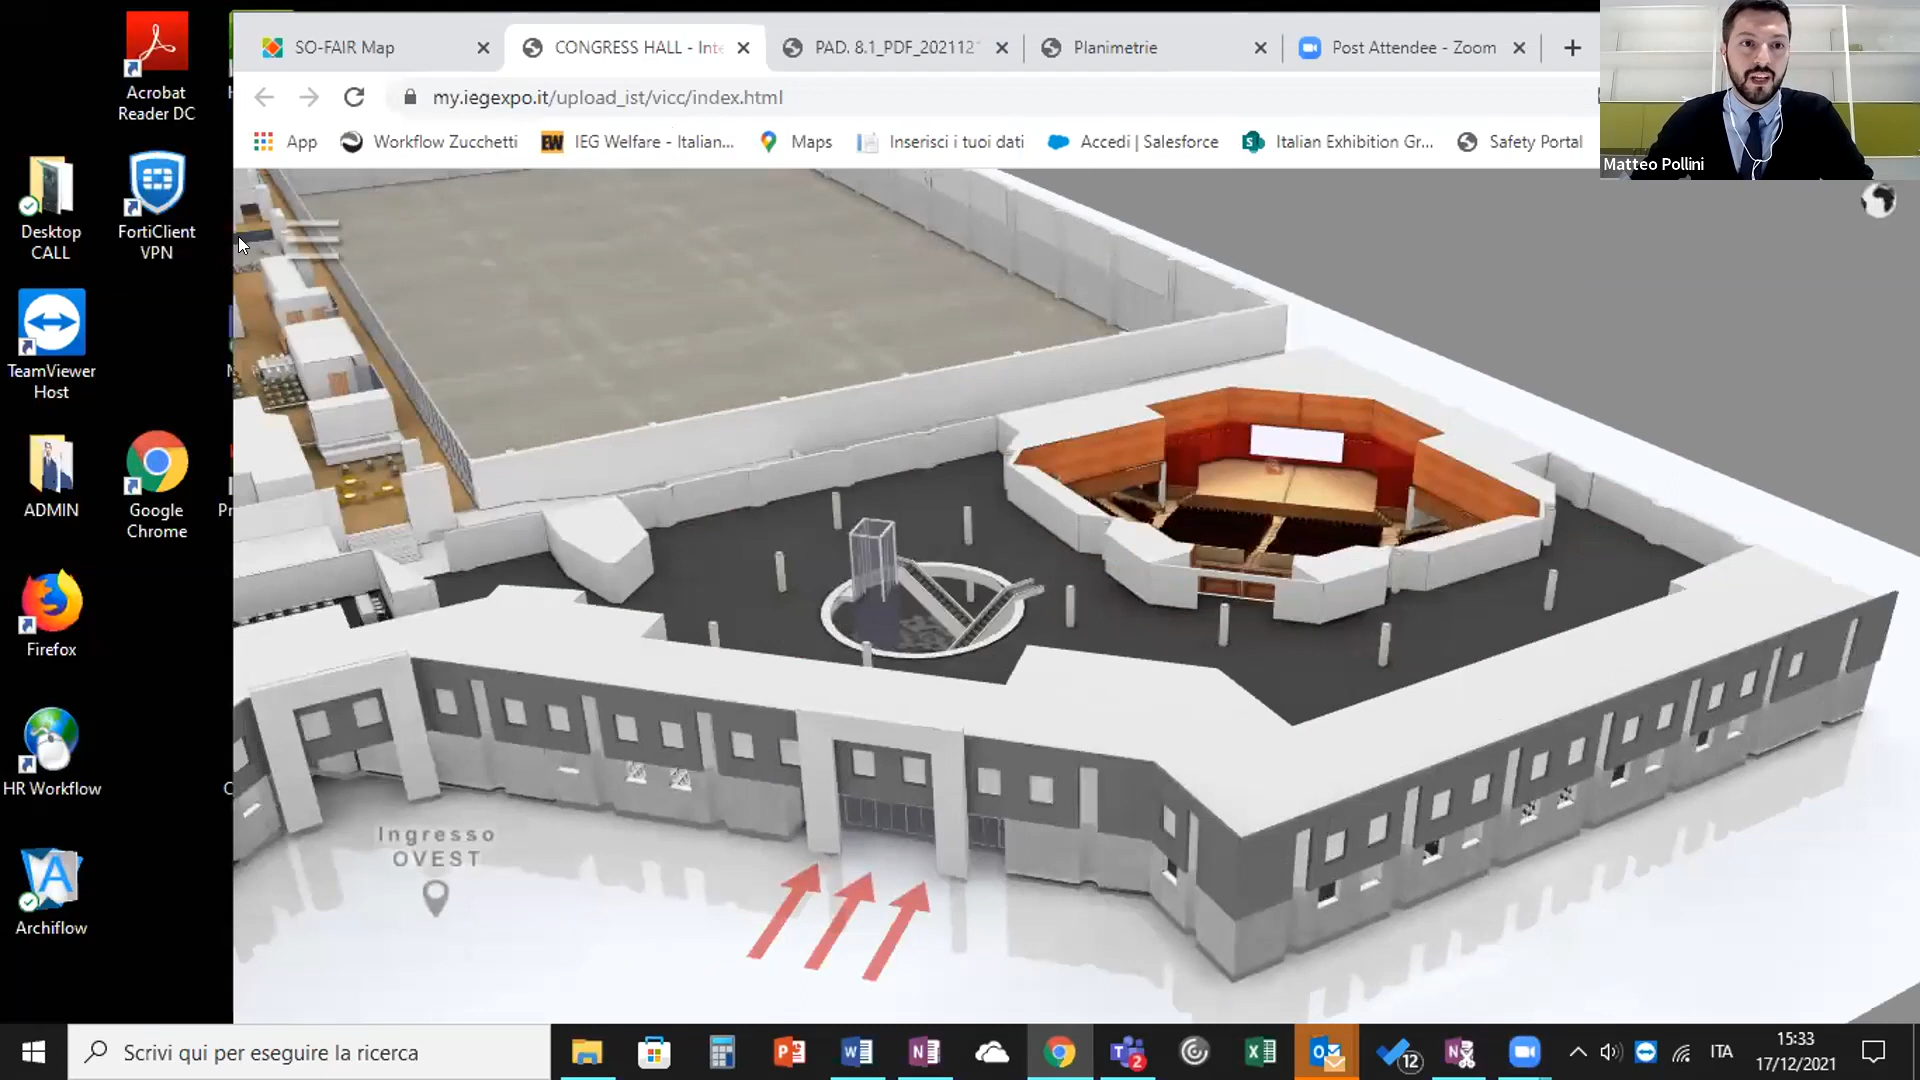 SO-FAIR Map
CONGRESS HALL - Inte
PAD. 8.1_PDF_2021121
Planimetrie
Post Attendee - Zoom
my.iegexpo.it/upload_ist/vicc/index.html
App
Workflow Zucchetti
IEG Welfare - Italian...
Maps
Inserisci i tuoi dati
Accedi | Salesforce
Italian Exhibition Gr...
Safety Portal
Matteo Pollini
Acrobat
Reader DC
Desktop
CALL
FortiClient
VPN
TeamViewer
Host
ADMIN
Google
Chrome
Firefox
HR Workflow
Archiflow
Ingresso
OVEST
Scrivi qui per eseguire la ricerca
2
12
ITA
15:33
17/12/2021